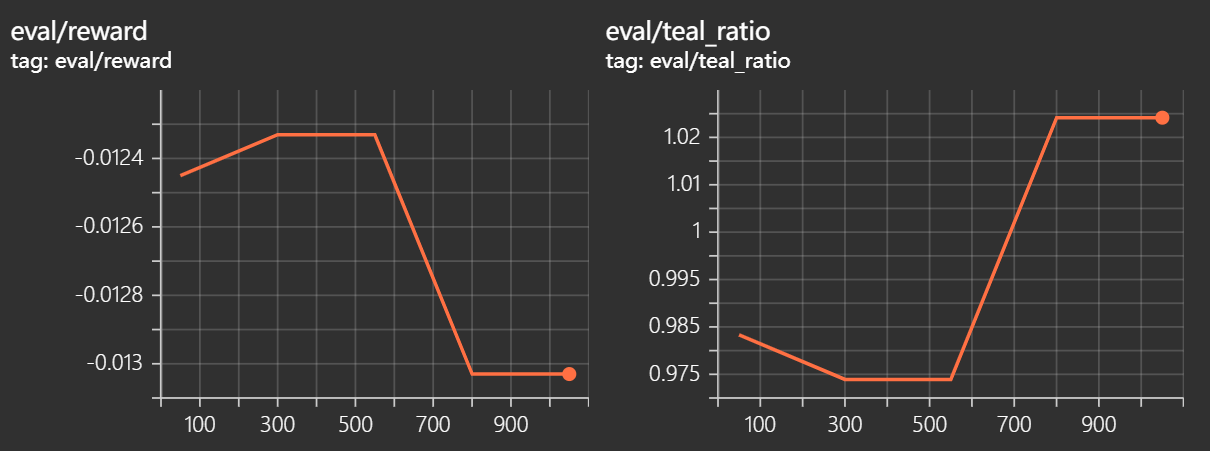 eval/reward
tag: eval/reward
-0.0124
-0.0126
-0.0128
-0.013
100 300 500 700 900
eval/teal_ratio
tag: eval/teal_ratio
1.02
1.01
1
0.995
0.985
0.975
100 300 500 700 900